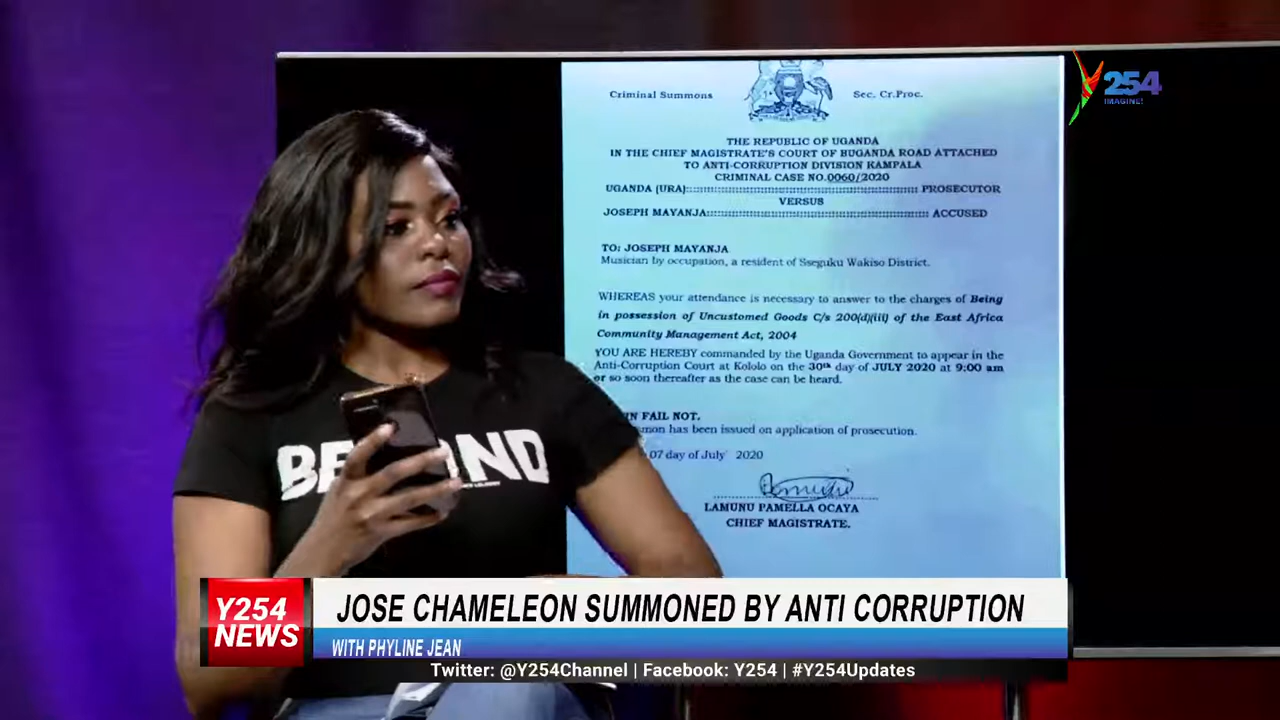 254
IMAGINE!
Criminal Summons
Sec. Cr.Proc.
THE REPUBLIC OF UGANDA
IN THE CHIEF MAGISTRATE'S COURT OF BUGANDA ROAD ATTACHED
TO ANTI-CORRUPTION DIVISION KAMPALA
CRIMINAL CASE NO.0060/2020
UGANDA (URA)::::::::::::::::::::::::::::::::::::::::::::::::::::: PROSECUTOR
VERSUS
JOSEPH MAYANJA::::::::::::::::::::::::::::::::::::::::::::::::::: ACCUSED
TO: JOSEPH MAYANJA
Musician by occupation, a resident of Sseguku Wakiso District.
WHEREAS your attendance is necessary to answer to the charges of Being
in possession of Uncustomed Goods C/s 200(d)(iii) of the East Africa
Community Management Act, 2004
YOU ARE HEREBY commanded by the Uganda Government to appear in the
Anti-Corruption Court at Kololo on the 30th day of JULY 2020 at 9:00 am
or so soon thereafter as the case can be heard.
FAIL NOT.
has been issued on application of prosecution.
07 day of July 2020
LAMUNU PAMELLA OCAYA
CHIEF MAGISTRATE.
Y254
NEWS
JOSE CHAMELEON SUMMONED BY ANTI CORRUPTION
WITH PHYLINE JEAN
Twitter: @Y254Channel | Facebook: Y254 | #Y254Updates